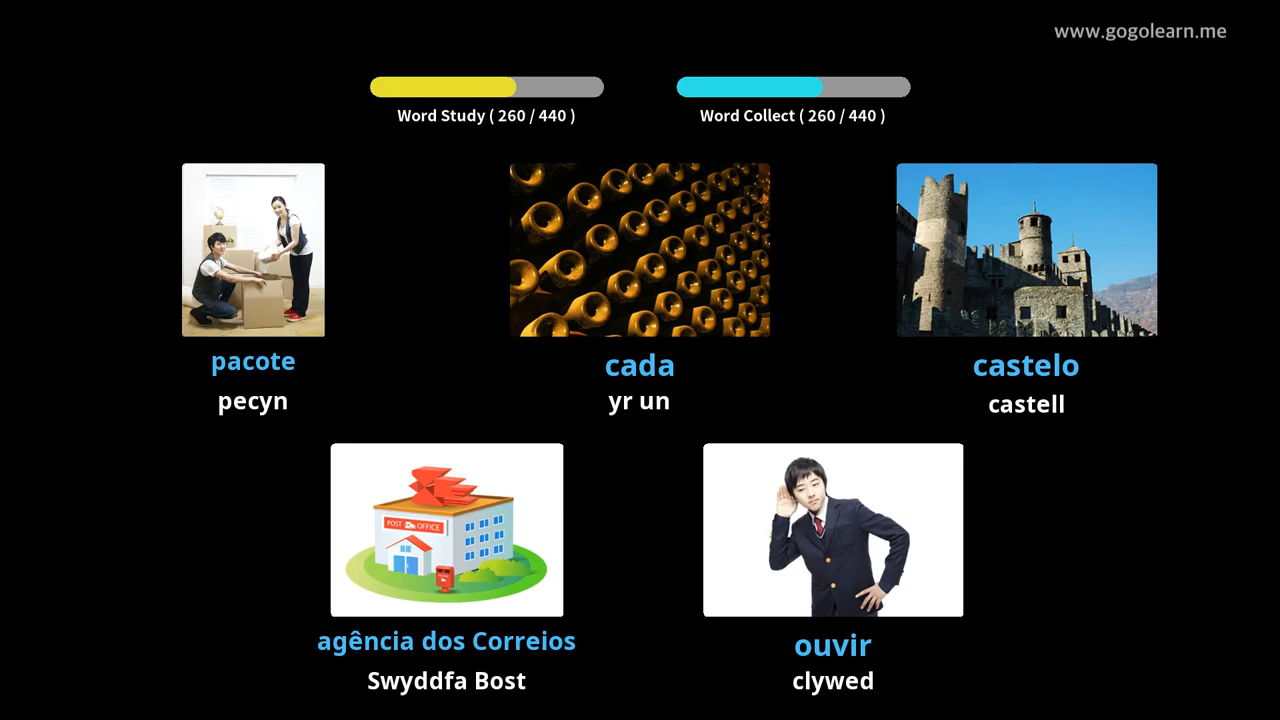 www.gogolearn.me
Word Study ( 260 / 440 )
Word Collect ( 260 / 440 )
pacote
pecyn
cada
yr un
castelo
castell
POST OFFICE
agência dos Correios
Swyddfa Bost
ouvir
clywed